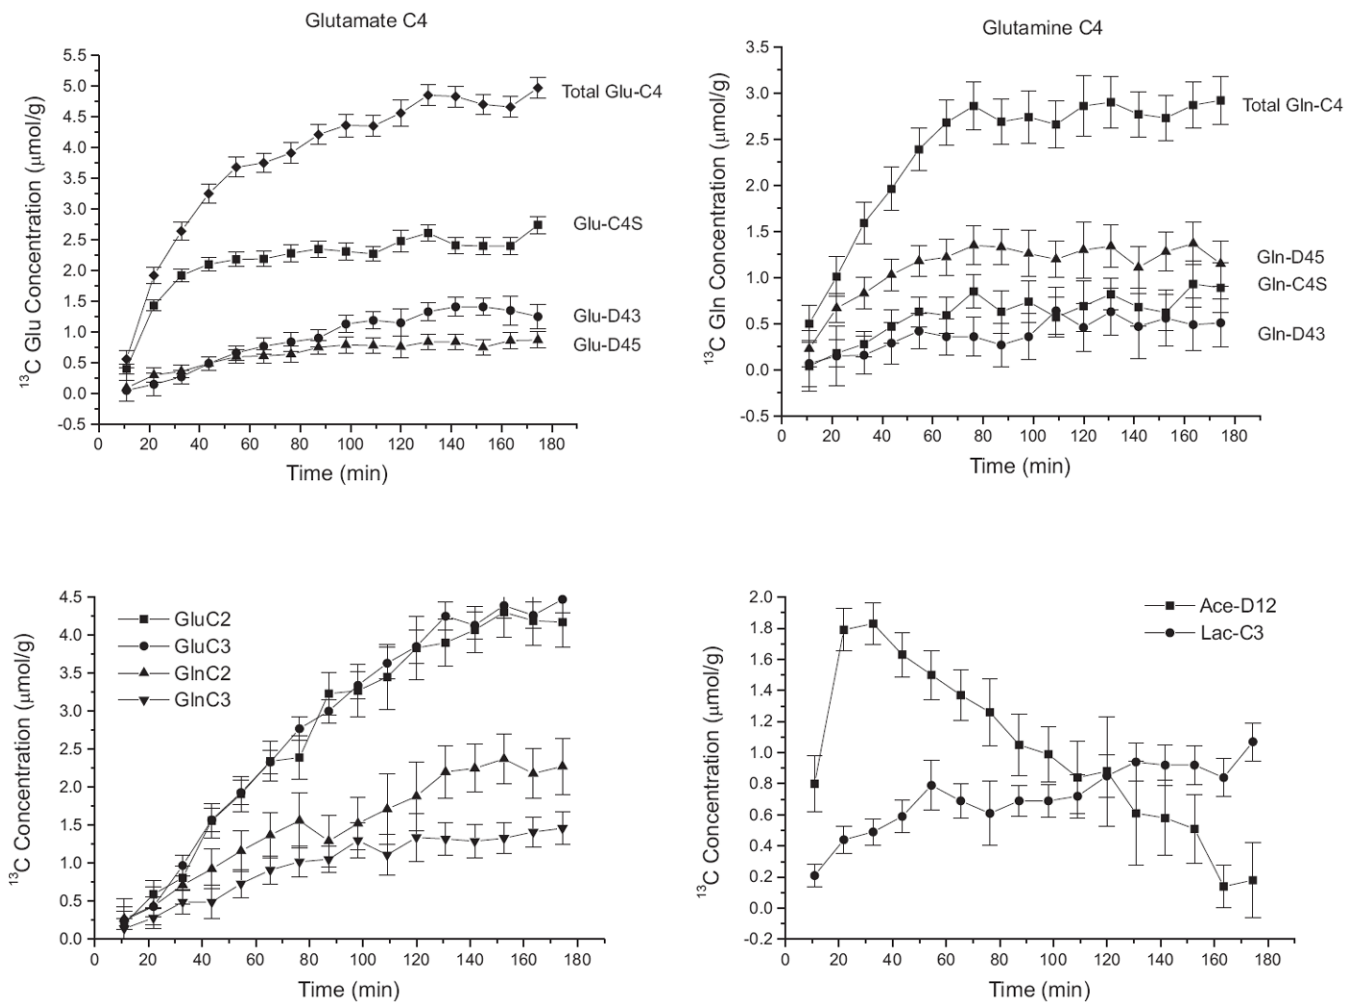 Glutamate C4
5.5
5.0
4.5
4.0
3.5
3.0
2.5
2.0
1.5
1.0
0.5
0.0
-0.5
¹³C Glu Concentration (μmol/g)
Total Glu-C4
Glu-C4S
Glu-D43
Glu-D45
0 20 40 60 80 100 120 140 160 180
Time (min)
Glutamine C4
3.5
3.0
2.5
2.0
1.5
1.0
0.5
0.0
-0.5
¹³C Gln Concentration (μmol/g)
Total Gln-C4
Gln-D45
Gln-C4S
Gln-D43
0 20 40 60 80 100 120 140 160 180
Time (min)
4.5
4.0
3.5
3.0
2.5
2.0
1.5
1.0
0.5
0.0
¹³C Concentration (μmol/g)
GluC2
GluC3
GlnC2
GlnC3
0 20 40 60 80 100 120 140 160 180
Time (min)
2.0
1.8
1.6
1.4
1.2
1.0
0.8
0.6
0.4
0.2
0.0
-0.2
¹³C Concentration (μmol/g)
Ace-D12
Lac-C3
0 20 40 60 80 100 120 140 160 180
Time (min)